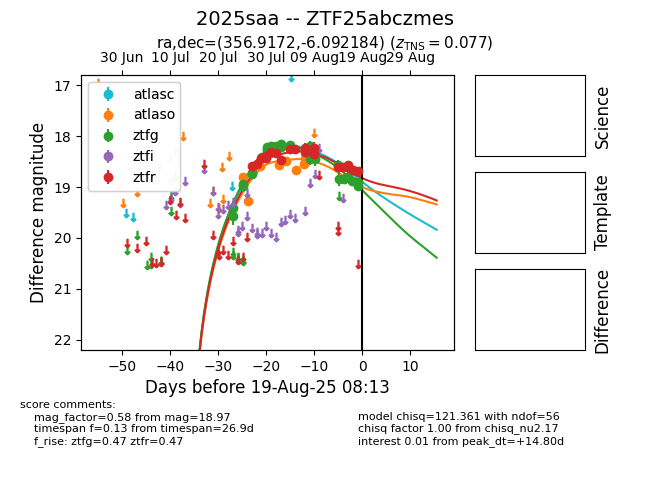 2025saa -- ZTF25abczmes
ra,dec=(356.9172,-6.092184) (zTNS = 0.077)
30 Jun 10 Jul 20 Jul 30 Jul 09 Aug 19 Aug 29 Aug
17
18
19
20
21
22
Difference magnitude
atlasc
atlaso
ztfg
ztfi
ztfr
−50 −40 −30 −20 −10 0 10
Days before 19-Aug-25 08:13
Science
Template
Difference
score comments:
mag_factor=0.58 from mag=18.97
timespan f=0.13 from timespan=26.9d
f_rise: ztfg=0.47 ztfr=0.47
model chisq=121.361 with ndof=56
chisq factor 1.00 from chisq_nu2.17
interest 0.01 from peak_dt=+14.80d